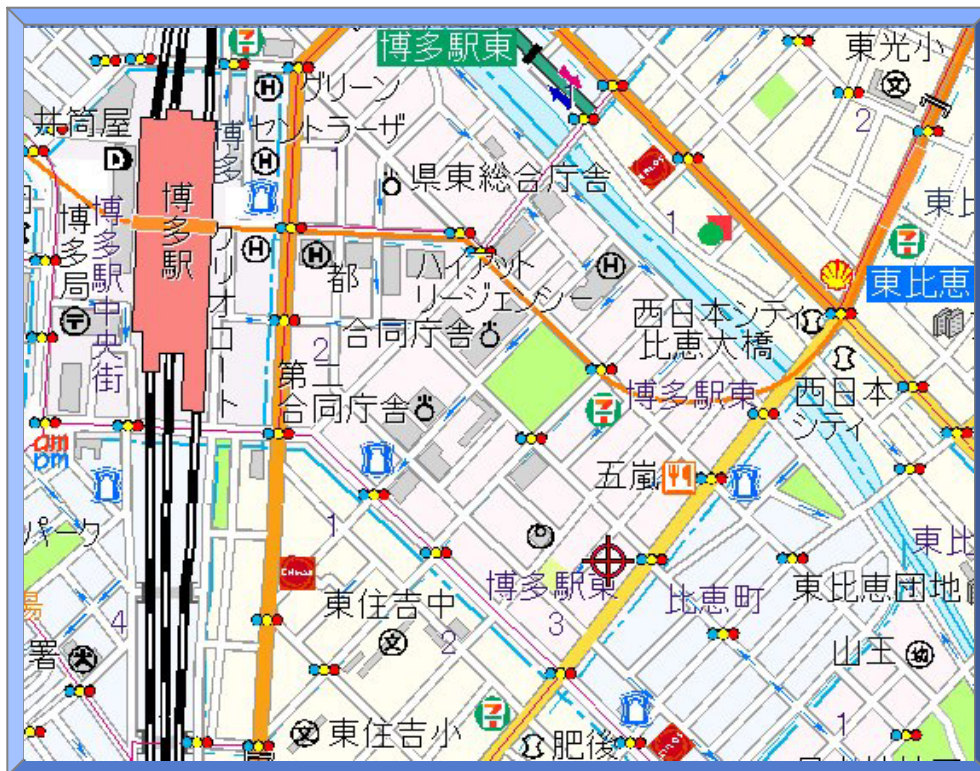 博多駅東
東光小
グリーン
井筒屋
博多
セントラーザ
1
2
県東総合庁舎
博多駅
博多局
博多駅中央街
1
東比
都
ハイアット
リージェンシー
東比恵
合同庁舎
2
西日本シティ
比恵大橋
第二
合同庁舎
博多駅東
西日本
シティ
am
pm
五嵐
パーク
1
東比
博多駅東
3
比恵町
東比恵団地
東住吉中
4
2
署
山王
東住吉小
肥後
1